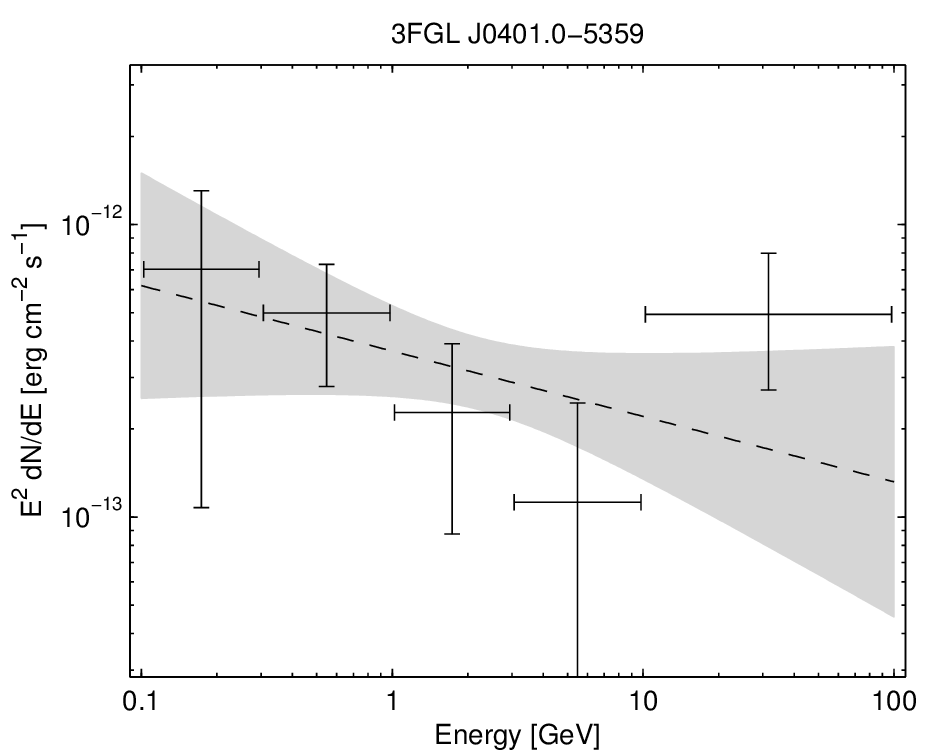 3FGL J0401.0−5359
10⁻¹²
10⁻¹³
E² dN/dE [erg cm⁻² s⁻¹]
0.1 1 10 100
Energy [GeV]